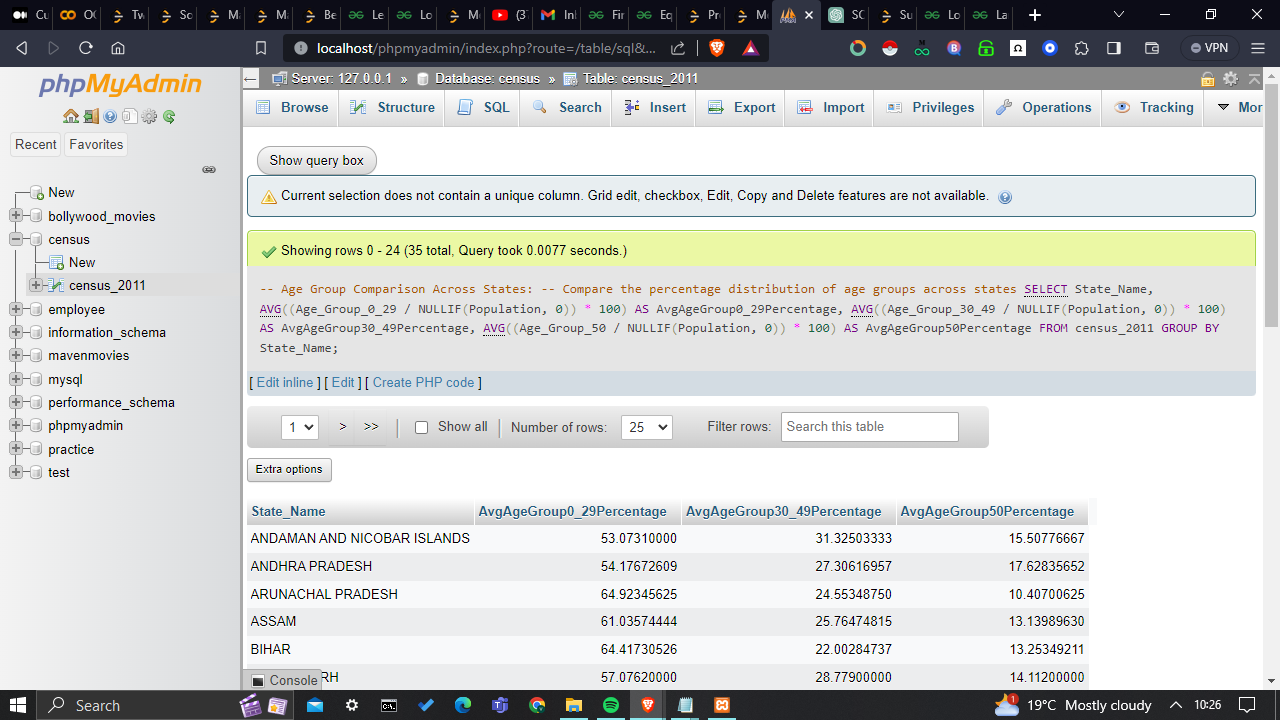 Cu
OC
Tw
Sc
Ma
Ma
Be
Le
Lo
M
(3
Inl
Fir
Eq
Pr
M
SC
Su
Lo
La
localhost/phpmyadmin/index.php?route=/table/sql&...
VPN
phpMyAdmin
Recent
Favorites
New
bollywood_movies
census
New
census_2011
employee
information_schema
mavenmovies
mysql
performance_schema
phpmyadmin
practice
test
Server: 127.0.0.1 » Database: census » Table: census_2011
Browse Structure SQL Search Insert Export Import Privileges Operations Tracking Mor
Show query box
Current selection does not contain a unique column. Grid edit, checkbox, Edit, Copy and Delete features are not available.
Showing rows 0 - 24 (35 total, Query took 0.0077 seconds.)
-- Age Group Comparison Across States: -- Compare the percentage distribution of age groups across states SELECT State_Name,
AVG((Age_Group_0_29 / NULLIF(Population, 0)) * 100) AS AvgAgeGroup0_29Percentage, AVG((Age_Group_30_49 / NULLIF(Population, 0)) * 100)
AS AvgAgeGroup30_49Percentage, AVG((Age_Group_50 / NULLIF(Population, 0)) * 100) AS AvgAgeGroup50Percentage FROM census_2011 GROUP BY
State_Name;
[ Edit inline ] [ Edit ] [ Create PHP code ]
1 > >> Show all Number of rows: 25 Filter rows: Search this table
Extra options
State_Name AvgAgeGroup0_29Percentage AvgAgeGroup30_49Percentage AvgAgeGroup50Percentage
ANDAMAN AND NICOBAR ISLANDS 53.07310000 31.32503333 15.50776667
ANDHRA PRADESH 54.17672609 27.30616957 17.62835652
ARUNACHAL PRADESH 64.92345625 24.55348750 10.40700625
ASSAM 61.03574444 25.76474815 13.13989630
BIHAR 64.41730526 22.00284737 13.25349211
RH 57.07620000 28.77900000 14.11200000
Console
Search
1
19°C Mostly cloudy
10:26